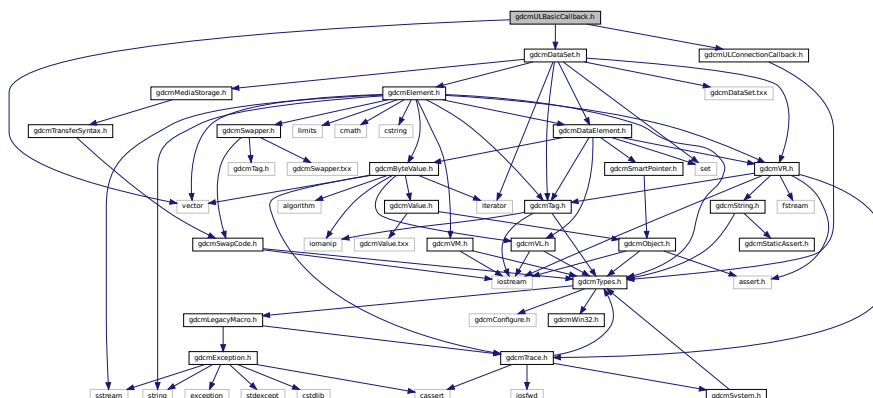 gdcmULBasicCallback.h
gdcmDataSet.h
gdcmULConnectionCallback.h
gdcmMediaStorage.h
gdcmElement.h
gdcmDataSet.txx
gdcmTransferSyntax.h
gdcmSwapper.h
limits
cmath
cstring
gdcmDataElement.h
gdcmTag.h
gdcmSwapper.txx
gdcmByteValue.h
gdcmSmartPointer.h
set
gdcmVR.h
vector
algorithm
gdcmValue.h
iterator
gdcmTag.h
gdcmString.h
fstream
gdcmSwapCode.h
iomanip
gdcmValue.txx
gdcmVM.h
gdcmVL.h
gdcmObject.h
gdcmStaticAssert.h
iostream
gdcmTypes.h
assert.h
gdcmLegacyMacro.h
gdcmConfigure.h
gdcmWin32.h
gdcmException.h
gdcmTrace.h
sstream
string
exception
stdexcept
cstdlib
cassert
iosfwd
gdcmSystem.h